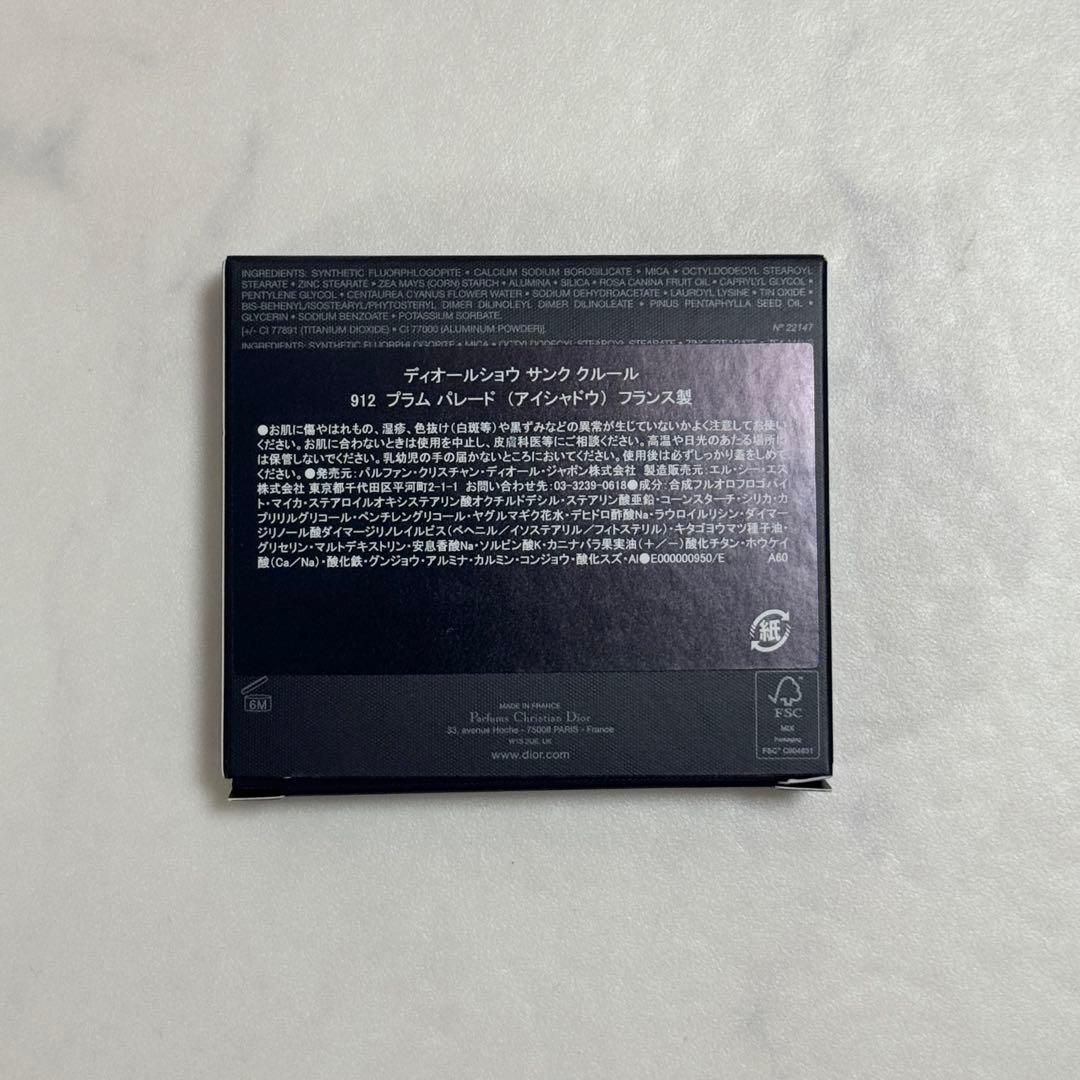 INGREDIENTS: SYNTHETIC FLUORPHLOGOPITE • CALCIUM SODIUM BOROSILICATE • MICA • OCTYLDODECYL STEAROYL
STEARATE • ZINC STEARATE • ZEA MAYS (CORN) STARCH • ALUMINA • SILICA • ROSA CANINA FRUIT OIL • CAPRYLYL GLYCOL •
PENTYLENE GLYCOL • CENTAUREA CYANUS FLOWER WATER • SODIUM DEHYDROACETATE • LAUROYL LYSINE • TIN OXIDE •
BIS-BEHENYL/ISOSTEARYL/PHYTOSTERYL DIMER DILINOLEYL DIMER DILINOLEATE • PINUS PENTAPHYLLA SEED OIL •
GLYCERIN • SODIUM BENZOATE • POTASSIUM SORBATE.
[+/- CI 77891 (TITANIUM DIOXIDE) • CI 77000 (ALUMINUM POWDER)]. N° 22147
INGREDIENTS: SYNTHETIC FLUORPHLOGOPITE • MICA • OCTYLDODECYL STEAROYL STEARATE • ZINC STEARATE •
ディオールショウ サンク クルール
912 プラム パレード (アイシャドウ) フランス製
●お肌に傷やはれもの、湿疹、色抜け(白斑等)や黒ずみなどの異常が生じていないかよく注意してお使い
ください。お肌に合わないときは使用を中止し、皮膚科医等にご相談ください。高温や日光のあたる場所に
は保管しないでください。乳幼児の手の届かないところにおいてください。使用後は必ずしっかり蓋をしめて
ください。●発売元:パルファン・クリスチャン・ディオール・ジャポン株式会社 製造販売元:エル・シー・エス
株式会社 東京都千代田区平河町2-1-1 お問い合わせ先:03-3239-0618●成分:合成フルオロフロゴパイ
ト・マイカ・ステアロイルオキシステアリン酸オクチルドデシル・ステアリン酸亜鉛・コーンスターチ・シリカ・カ
プリリルグリコール・ペンチレングリコール・ヤグルマギク花水・デヒドロ酢酸Na・ラウロイルリシン・ダイマー
ジリノール酸ダイマージリノレイルビス(ベヘニル/イソステアリル/フィトステリル)・キタゴヨウマツ種子油・
グリセリン・マルトデキストリン・安息香酸Na・ソルビン酸K・カニナバラ果実油(+/-)酸化チタン・ホウケイ
酸(Ca/Na)・酸化鉄・グンジョウ・アルミナ・カルミン・コンジョウ・酸化スズ・Al●E000000950/E A60
紙
6M
MADE IN FRANCE
Parfums Christian Dior
33, avenue Hoche - 75008 PARIS - France
W1S 2UE, UK
www.dior.com
FSC
MIX
Packaging
FSC® C004631